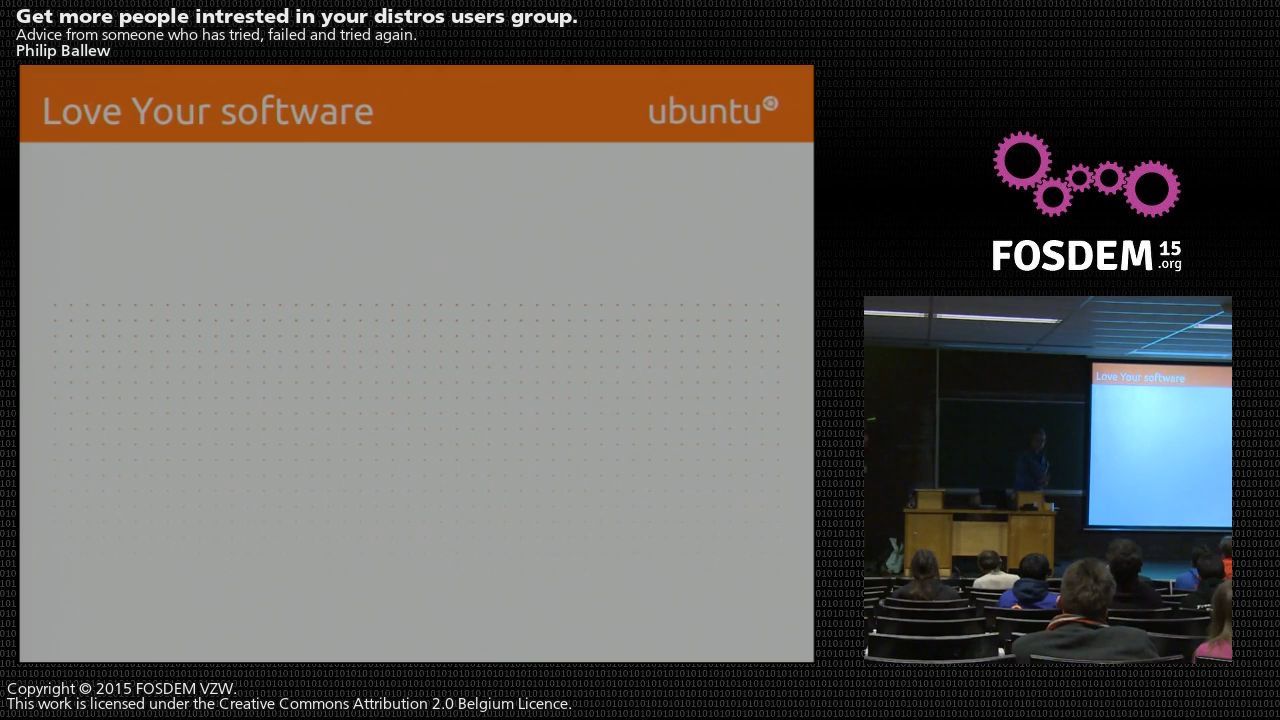 Get more people intrested in your distros users group.
Advice from someone who has tried, failed and tried again.
Philip Ballew
Love Your software
ubuntu
FOSDEM 15
.org
Love Your software
Copyright © 2015 FOSDEM VZW.
This work is licensed under the Creative Commons Attribution 2.0 Belgium Licence.